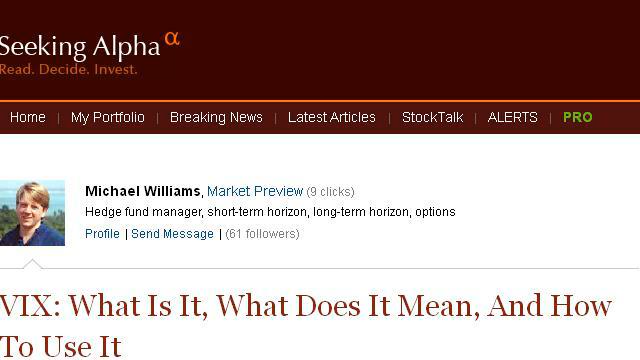 Seeking Alpha α
Read. Decide. Invest.
Home | My Portfolio | Breaking News | Latest Articles | StockTalk | ALERTS | PRO
Michael Williams, Market Preview (9 clicks)
Hedge fund manager, short-term horizon, long-term horizon, options
Profile | Send Message | (61 followers)
VIX: What Is It, What Does It Mean, And How
To Use It